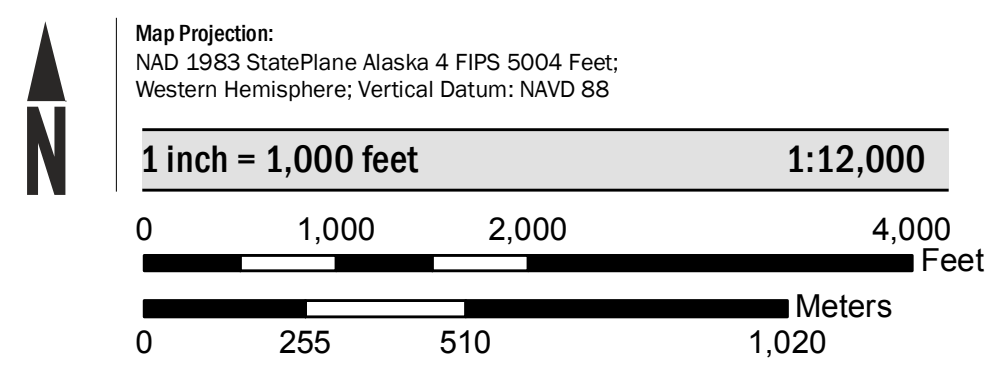 N
Map Projection:
NAD 1983 StatePlane Alaska 4 FIPS 5004 Feet;
Western Hemisphere; Vertical Datum: NAVD 88
1 inch = 1,000 feet 1:12,000
0 1,000 2,000 4,000
Feet
Meters
0 255 510 1,020